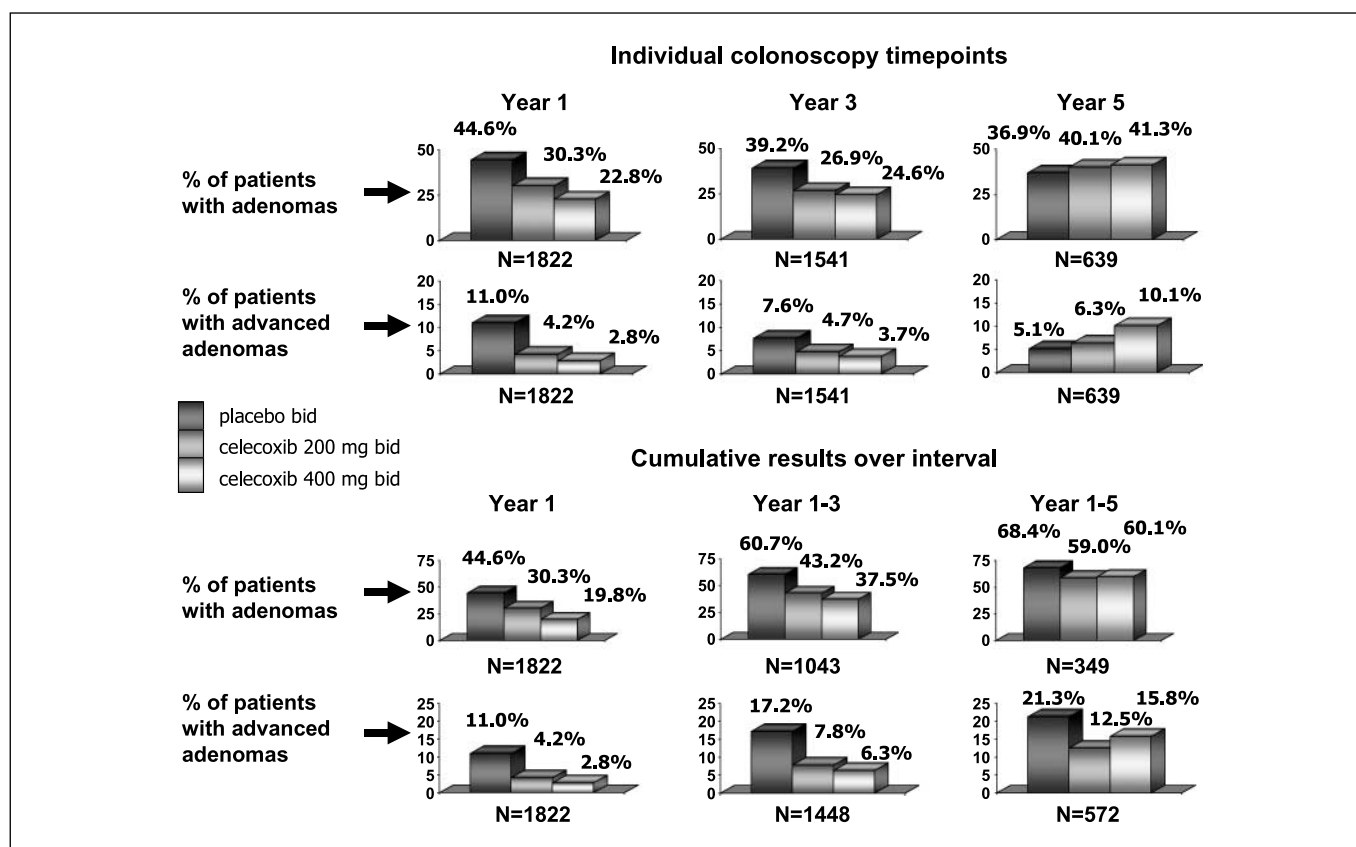 Individual colonoscopy timepoints
Year 1
Year 3
Year 5
% of patients
with adenomas
50
25
0
44.6%
30.3%
22.8%
N=1822
50
25
0
39.2%
26.9%
24.6%
N=1541
50
25
0
36.9%
40.1%
41.3%
N=639
% of patients
with advanced
adenomas
20
15
10
5
0
11.0%
4.2%
2.8%
N=1822
20
15
10
5
0
7.6%
4.7%
3.7%
N=1541
20
15
10
5
0
5.1%
6.3%
10.1%
N=639
placebo bid
celecoxib 200 mg bid
celecoxib 400 mg bid
Cumulative results over interval
Year 1
Year 1-3
Year 1-5
% of patients
with adenomas
75
50
25
0
44.6%
30.3%
19.8%
N=1822
75
50
25
0
60.7%
43.2%
37.5%
N=1043
75
50
25
0
68.4%
59.0%
60.1%
N=349
% of patients
with advanced
adenomas
25
20
15
10
5
0
11.0%
4.2%
2.8%
N=1822
25
20
15
10
5
0
17.2%
7.8%
6.3%
N=1448
25
20
15
10
5
0
21.3%
12.5%
15.8%
N=572